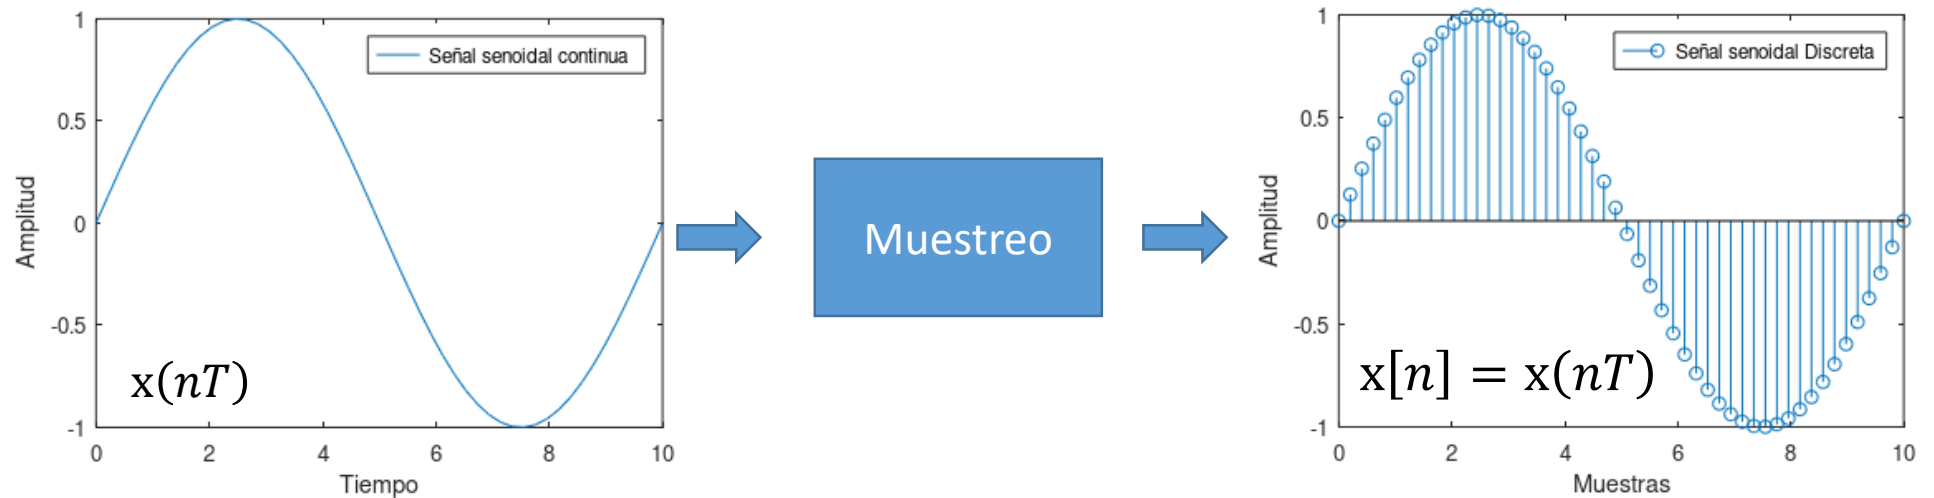 1
0.5
0
-0.5
-1
Amplitud
Señal senoidal continua
x(nT)
0 2 4 6 8 10
Tiempo
Muestreo
1
0.5
0
-0.5
-1
Amplitud
Señal senoidal Discreta
x[n] = x(nT)
0 2 4 6 8 10
Muestras